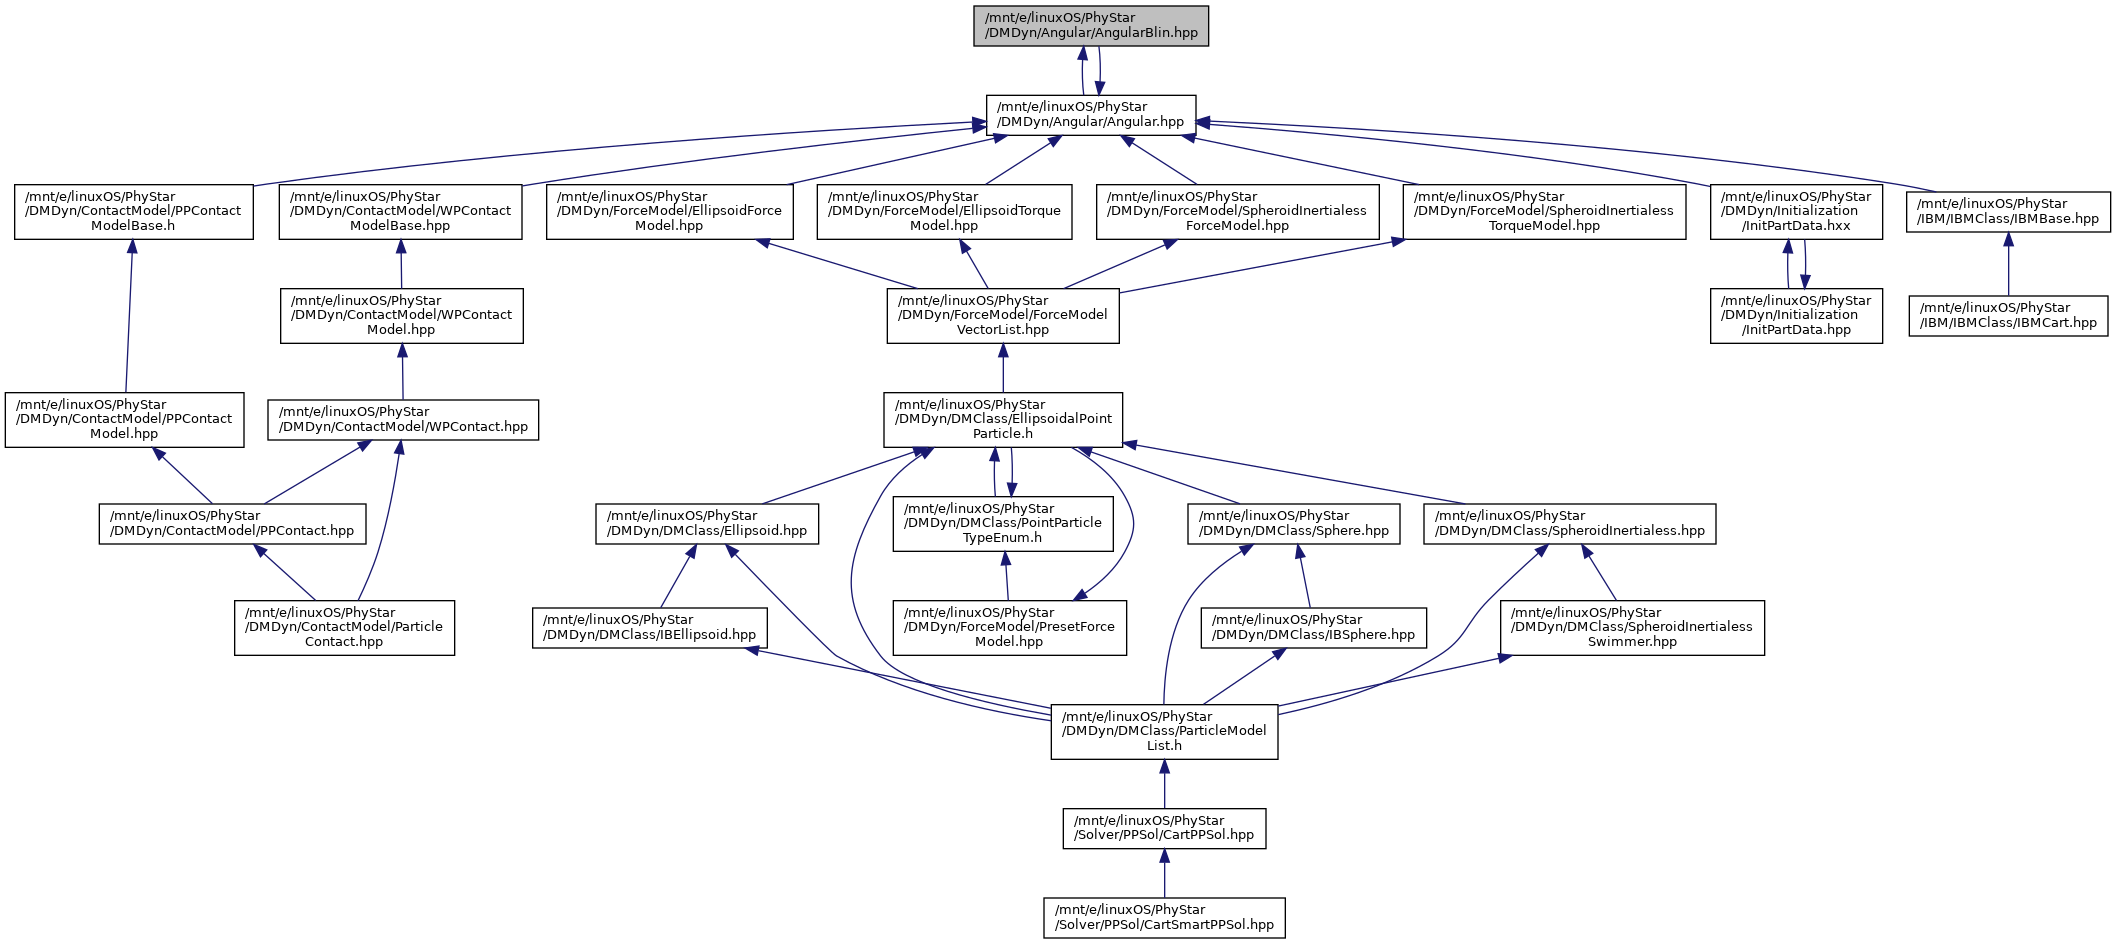 /mnt/e/linuxOS/PhyStar
/DMDyn/Angular/AngularBlin.hpp
/mnt/e/linuxOS/PhyStar
/DMDyn/Angular/Angular.hpp
/mnt/e/linuxOS/PhyStar
/DMDyn/ContactModel/PPContact
ModelBase.h
/mnt/e/linuxOS/PhyStar
/DMDyn/ContactModel/WPContact
ModelBase.hpp
/mnt/e/linuxOS/PhyStar
/DMDyn/ForceModel/EllipsoidForce
Model.hpp
/mnt/e/linuxOS/PhyStar
/DMDyn/ForceModel/EllipsoidTorque
Model.hpp
/mnt/e/linuxOS/PhyStar
/DMDyn/ForceModel/SpheroidInertialess
ForceModel.hpp
/mnt/e/linuxOS/PhyStar
/DMDyn/ForceModel/SpheroidInertialess
TorqueModel.hpp
/mnt/e/linuxOS/PhyStar
/DMDyn/Initialization
/InitPartData.hxx
/mnt/e/linuxOS/PhyStar
/IBM/IBMClass/IBMBase.hpp
/mnt/e/linuxOS/PhyStar
/DMDyn/ContactModel/WPContact
Model.hpp
/mnt/e/linuxOS/PhyStar
/DMDyn/ForceModel/ForceModel
VectorList.hpp
/mnt/e/linuxOS/PhyStar
/DMDyn/Initialization
/InitPartData.hpp
/mnt/e/linuxOS/PhyStar
/IBM/IBMClass/IBMCart.hpp
/mnt/e/linuxOS/PhyStar
/DMDyn/ContactModel/PPContact
Model.hpp
/mnt/e/linuxOS/PhyStar
/DMDyn/ContactModel/WPContact.hpp
/mnt/e/linuxOS/PhyStar
/DMDyn/DMClass/EllipsoidalPoint
Particle.h
/mnt/e/linuxOS/PhyStar
/DMDyn/ContactModel/PPContact.hpp
/mnt/e/linuxOS/PhyStar
/DMDyn/DMClass/Ellipsoid.hpp
/mnt/e/linuxOS/PhyStar
/DMDyn/DMClass/PointParticle
TypeEnum.h
/mnt/e/linuxOS/PhyStar
/DMDyn/DMClass/Sphere.hpp
/mnt/e/linuxOS/PhyStar
/DMDyn/DMClass/SpheroidInertialess.hpp
/mnt/e/linuxOS/PhyStar
/DMDyn/ContactModel/Particle
Contact.hpp
/mnt/e/linuxOS/PhyStar
/DMDyn/DMClass/IBEllipsoid.hpp
/mnt/e/linuxOS/PhyStar
/DMDyn/ForceModel/PresetForce
Model.hpp
/mnt/e/linuxOS/PhyStar
/DMDyn/DMClass/IBSphere.hpp
/mnt/e/linuxOS/PhyStar
/DMDyn/DMClass/SpheroidInertialess
Swimmer.hpp
/mnt/e/linuxOS/PhyStar
/DMDyn/DMClass/ParticleModel
List.h
/mnt/e/linuxOS/PhyStar
/Solver/PPSol/CartPPSol.hpp
/mnt/e/linuxOS/PhyStar
/Solver/PPSol/CartSmartPPSol.hpp